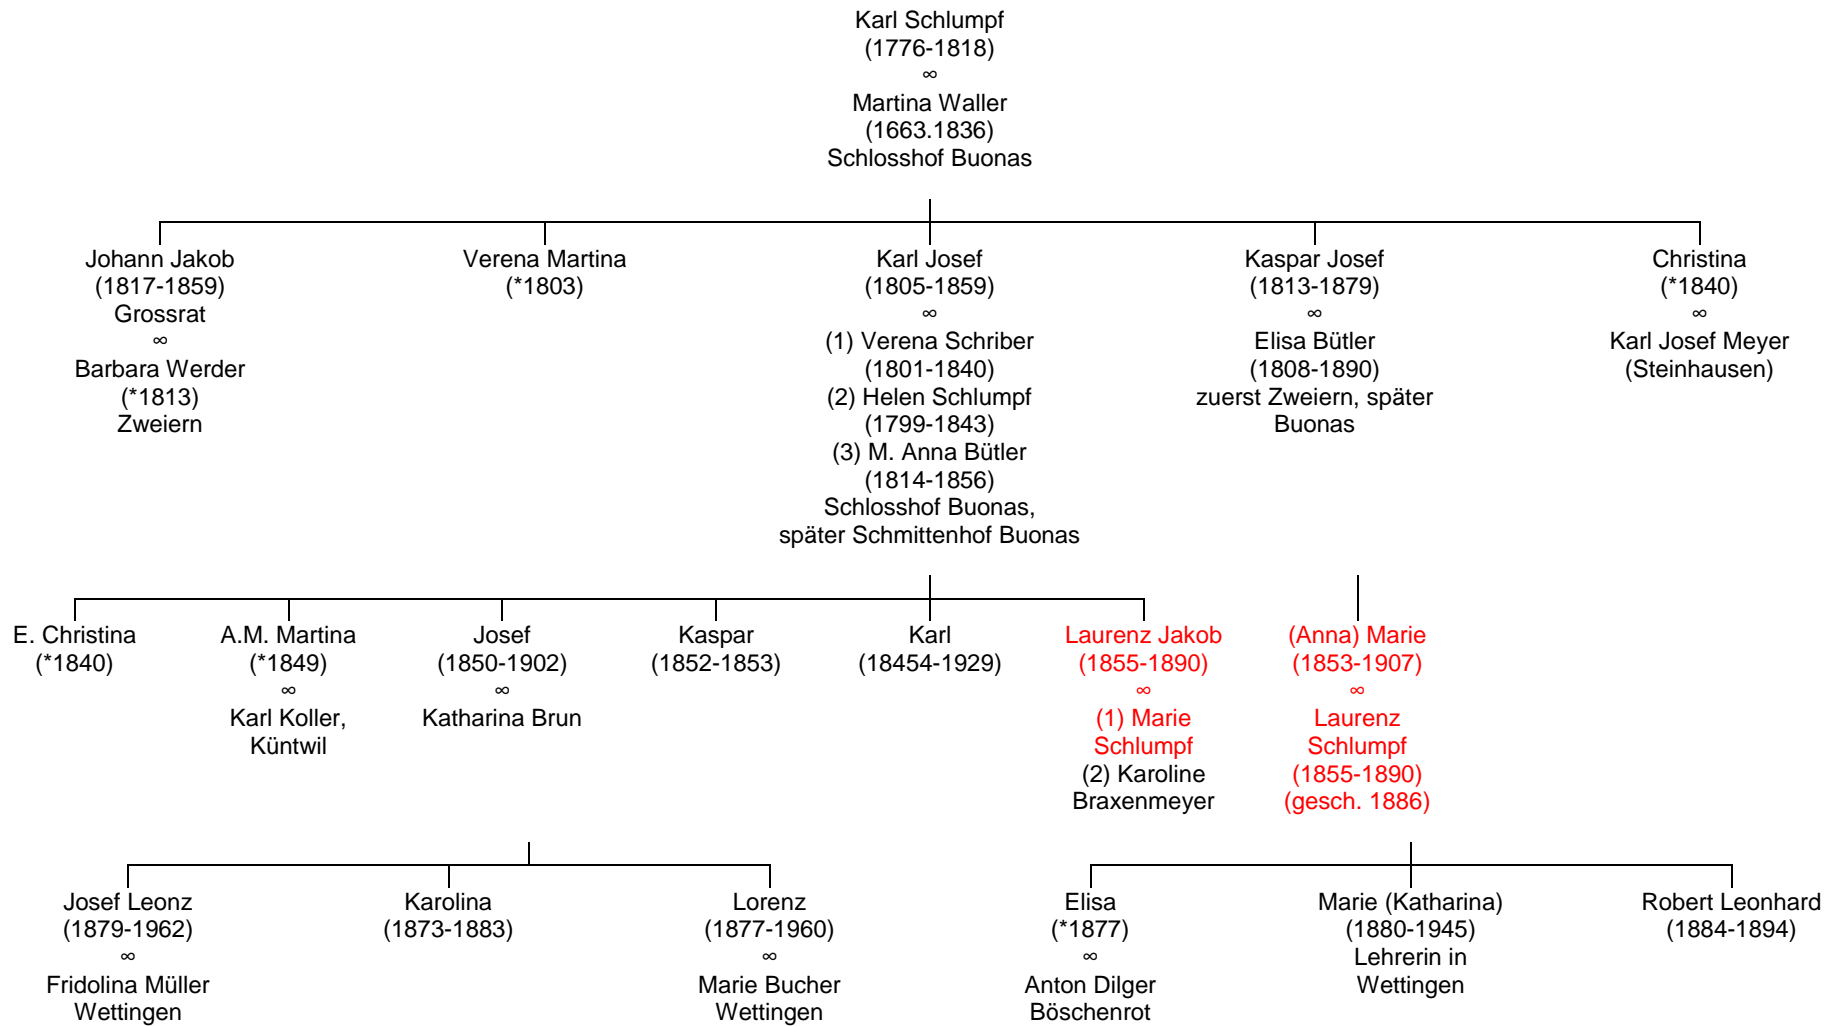 Karl Schlumpf
(1776-1818)
∞
Martina Waller
(1663.1836)
Schlosshof Buonas
Johann Jakob
(1817-1859)
Grossrat
∞
Barbara Werder
(*1813)
Zweiern
Verena Martina
(*1803)
Karl Josef
(1805-1859)
∞
(1) Verena Schriber
(1801-1840)
(2) Helen Schlumpf
(1799-1843)
(3) M. Anna Bütler
(1814-1856)
Schlosshof Buonas,
später Schmittenhof Buonas
Kaspar Josef
(1813-1879)
∞
Elisa Bütler
(1808-1890)
zuerst Zweiern, später
Buonas
Christina
(*1840)
∞
Karl Josef Meyer
(Steinhausen)
E. Christina
(*1840)
A.M. Martina
(*1849)
∞
Karl Koller,
Küntwil
Josef
(1850-1902)
∞
Katharina Brun
Kaspar
(1852-1853)
Karl
(18454-1929)
Laurenz Jakob
(1855-1890)
∞
(1) Marie
Schlumpf
(2) Karoline
Braxenmeyer
(Anna) Marie
(1853-1907)
∞
Laurenz
Schlumpf
(1855-1890)
(gesch. 1886)
Josef Leonz
(1879-1962)
∞
Fridolina Müller
Wettingen
Karolina
(1873-1883)
Lorenz
(1877-1960)
∞
Marie Bucher
Wettingen
Elisa
(*1877)
∞
Anton Dilger
Böschenrot
Marie (Katharina)
(1880-1945)
Lehrerin in
Wettingen
Robert Leonhard
(1884-1894)